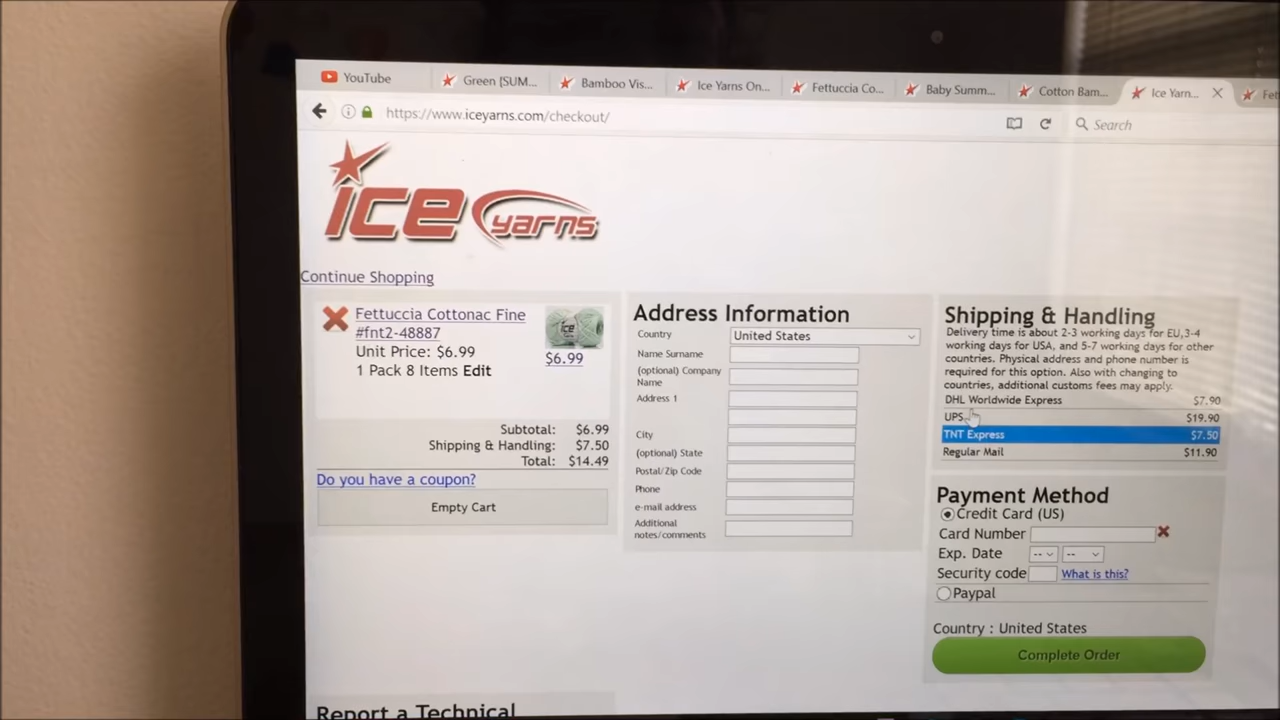 YouTube
Green {SUM...
Bamboo Vis...
Ice Yarns On...
Fettuccia Co...
Baby Summ...
Cotton Bam...
Ice Yarn...
Fet
https://www.iceyarns.com/checkout/
Search
ice yarns
Continue Shopping
Fettuccia Cottonac Fine
#fnt2-48887
Unit Price: $6.99
1 Pack 8 Items Edit
ice
$6.99
Subtotal: $6.99
Shipping & Handling: $7.50
Total: $14.49
Do you have a coupon?
Empty Cart
Address Information
Country United States
Name Surname
(optional) Company
Name
Address 1
City
(optional) State
Postal/Zip Code
Phone
e-mail address
Additional
notes/comments
Shipping & Handling
Delivery time is about 2-3 working days for EU,3-4
working days for USA, and 5-7 working days for other
countries. Physical address and phone number is
required for this option. Also with changing to
countries, additional customs fees may apply.
DHL Worldwide Express $7.90
UPS $19.90
TNT Express $7.50
Regular Mail $11.90
Payment Method
Credit Card (US)
Card Number
Exp. Date -- --
Security code What is this?
Paypal
Country : United States
Complete Order
Report a Technical